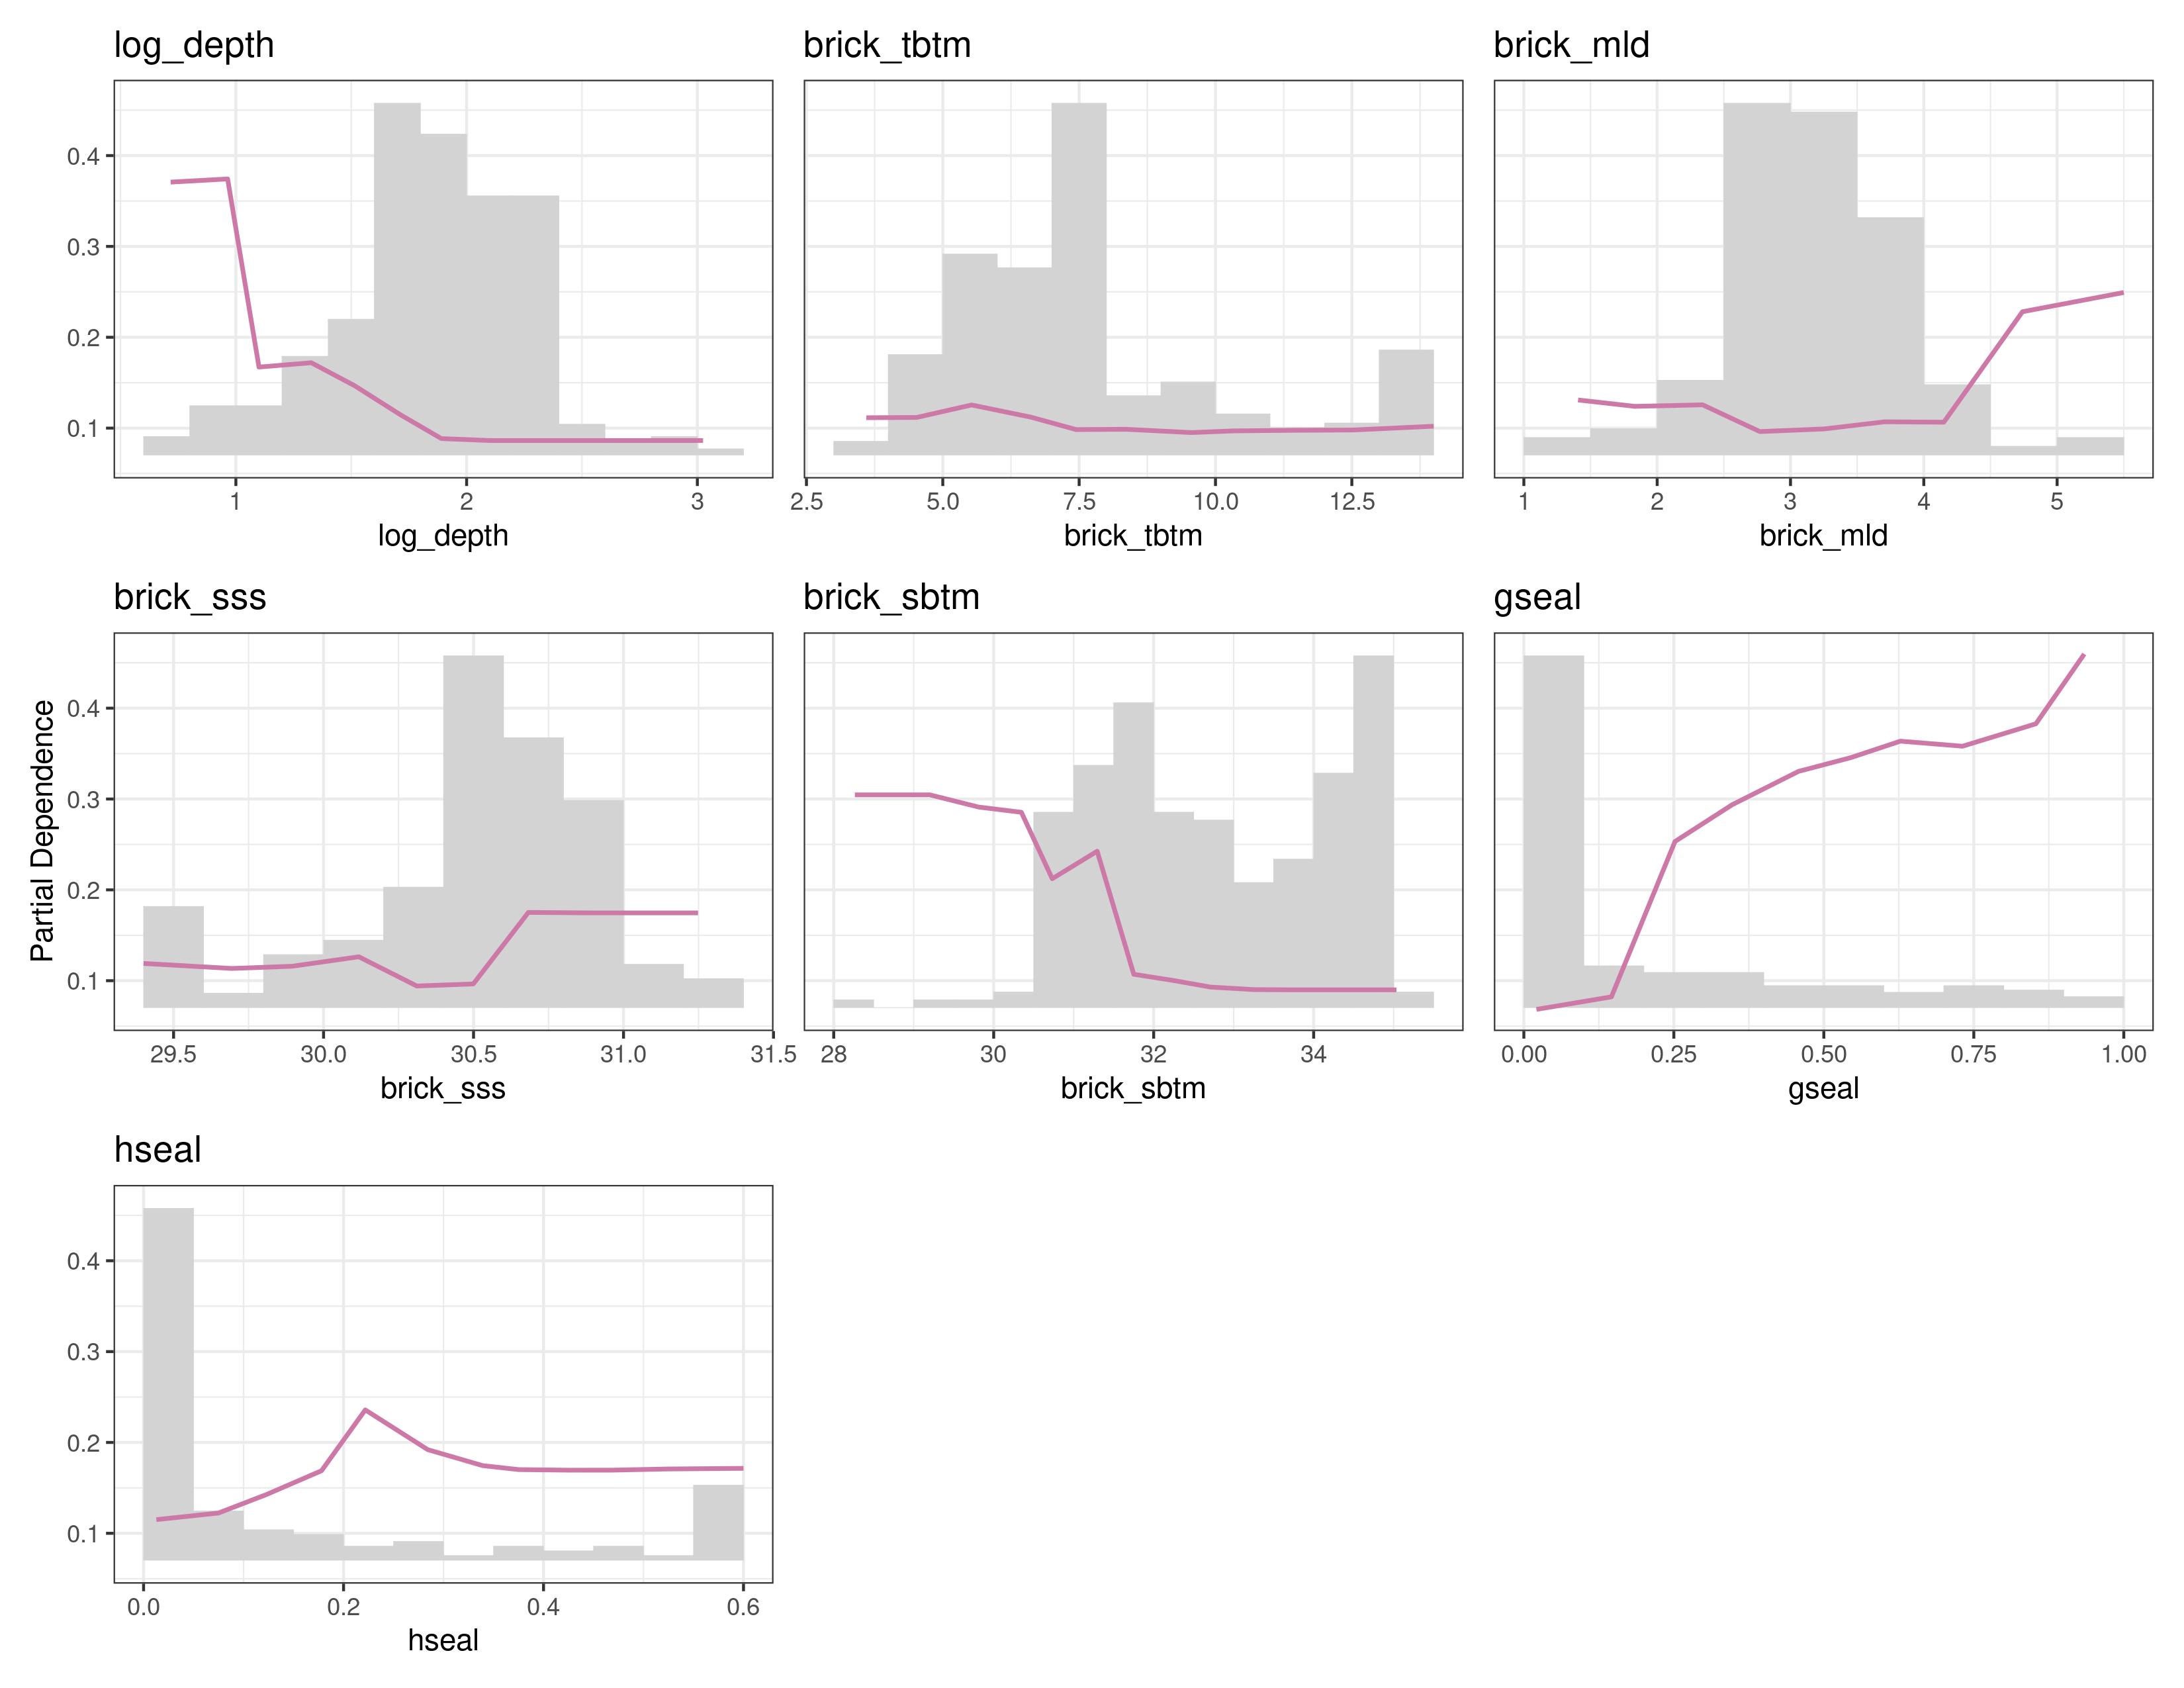 log_depth
brick_tbtm
brick_mld
0.4
0.3
0.2
0.1
1 2 3
2.5 5.0 7.5 10.0 12.5
1 2 3 4 5
log_depth
brick_tbtm
brick_mld
brick_sss
brick_sbtm
gseal
Partial Dependence
0.4
0.3
0.2
0.1
29.5 30.0 30.5 31.0 31.5
28 30 32 34
0.00 0.25 0.50 0.75 1.00
brick_sss
brick_sbtm
gseal
hseal
0.4
0.3
0.2
0.1
0.0 0.2 0.4 0.6
hseal